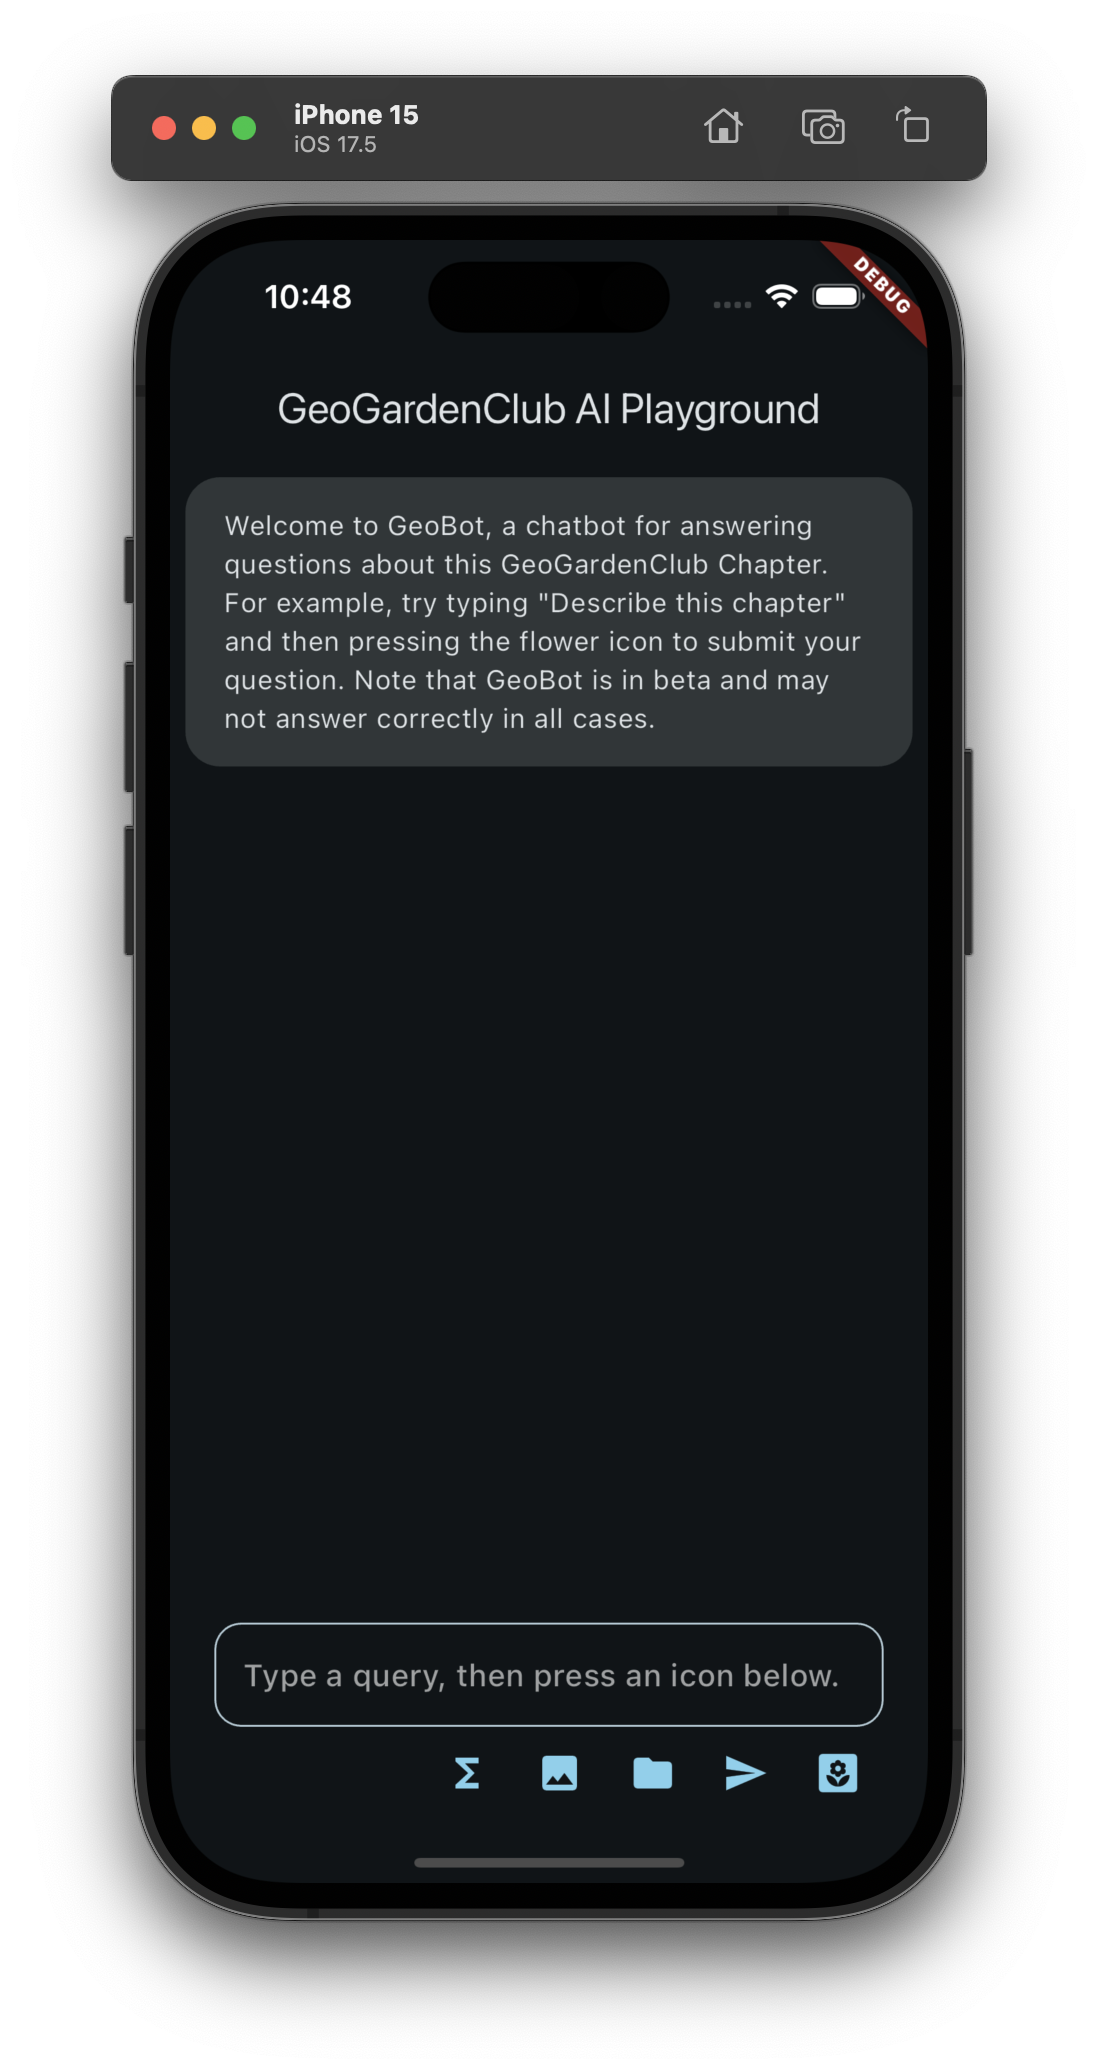 iPhone 15
iOS 17.5
10:48
DEBUG
GeoGardenClub AI Playground
Welcome to GeoBot, a chatbot for answering
questions about this GeoGardenClub Chapter.
For example, try typing "Describe this chapter"
and then pressing the flower icon to submit your
question. Note that GeoBot is in beta and may
not answer correctly in all cases.
Type a query, then press an icon below.